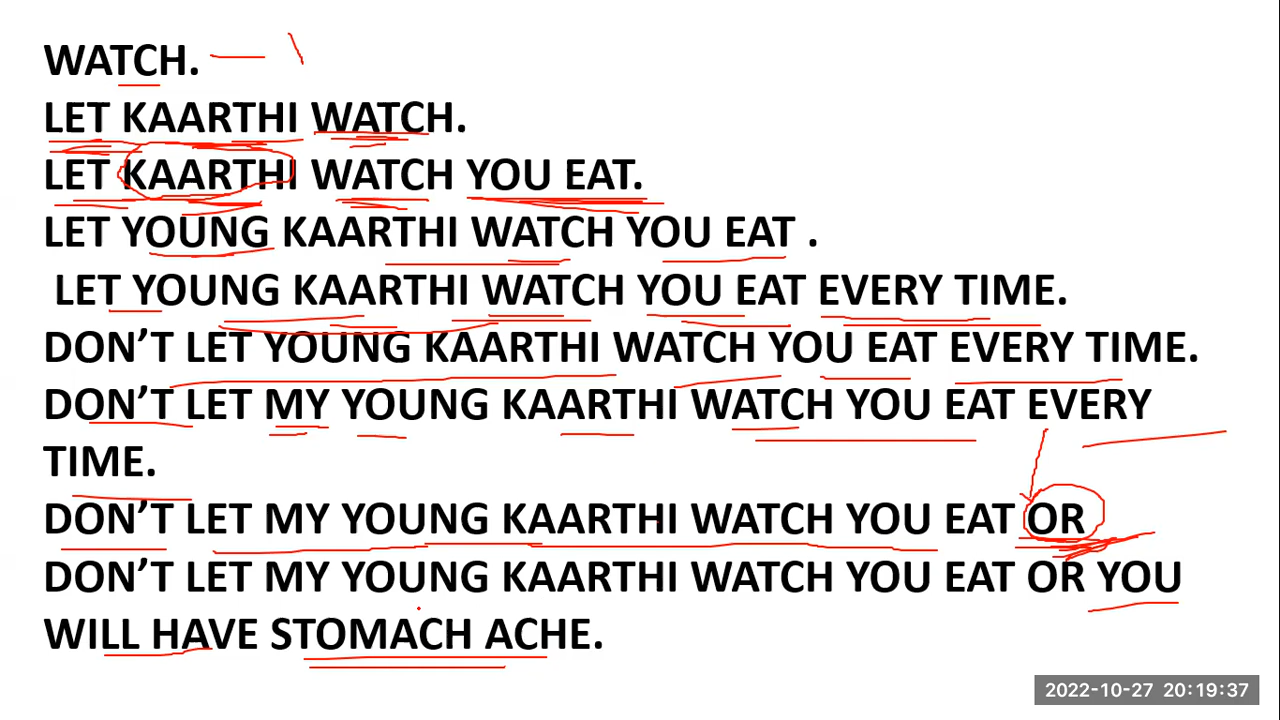 WATCH.
LET KAARTHI WATCH.
LET KAARTHI WATCH YOU EAT.
LET YOUNG KAARTHI WATCH YOU EAT .
LET YOUNG KAARTHI WATCH YOU EAT EVERY TIME.
DON'T LET YOUNG KAARTHI WATCH YOU EAT EVERY TIME.
DON'T LET MY YOUNG KAARTHI WATCH YOU EAT EVERY
TIME.
DON'T LET MY YOUNG KAARTHI WATCH YOU EAT OR
DON'T LET MY YOUNG KAARTHI WATCH YOU EAT OR YOU
WILL HAVE STOMACH ACHE.
2022-10-27 20:19:37